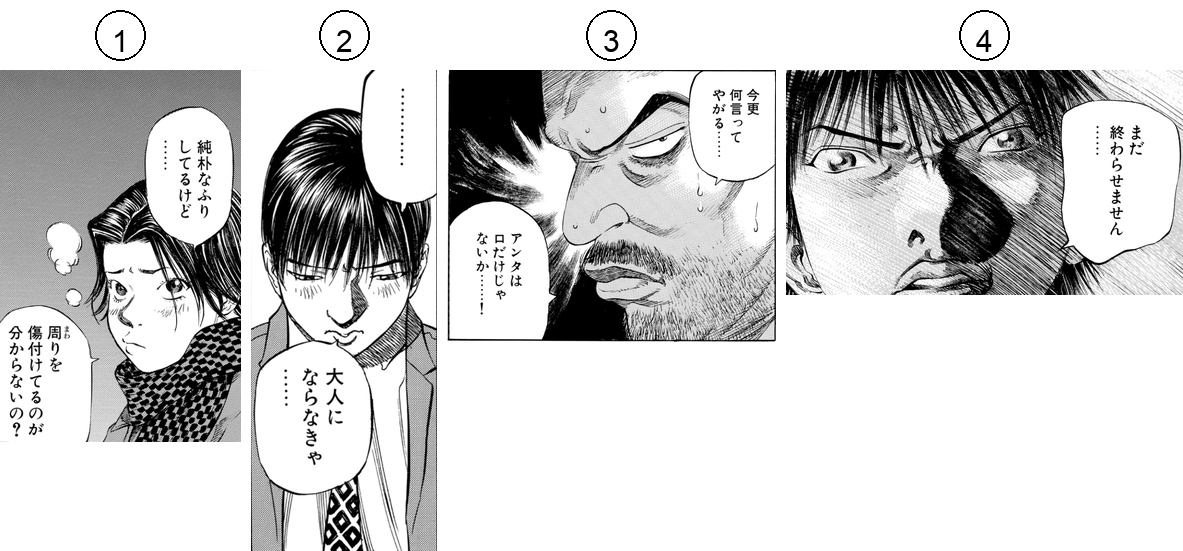 1
純朴なふり
してるけど
……
周りを
まわ
傷付けてるのが
分からないの?
2
…………
大人に
ならなきゃ
……
3
今更
何言って
やがる……
アンタは
口だけじゃ
ないか……!
4
まだ
終わらせません
……